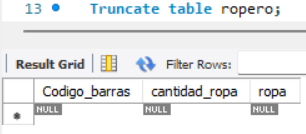 13 Truncate table ropero;
Result Grid Filter Rows:
Codigo_barras cantidad_ropa ropa
NULL NULL NULL